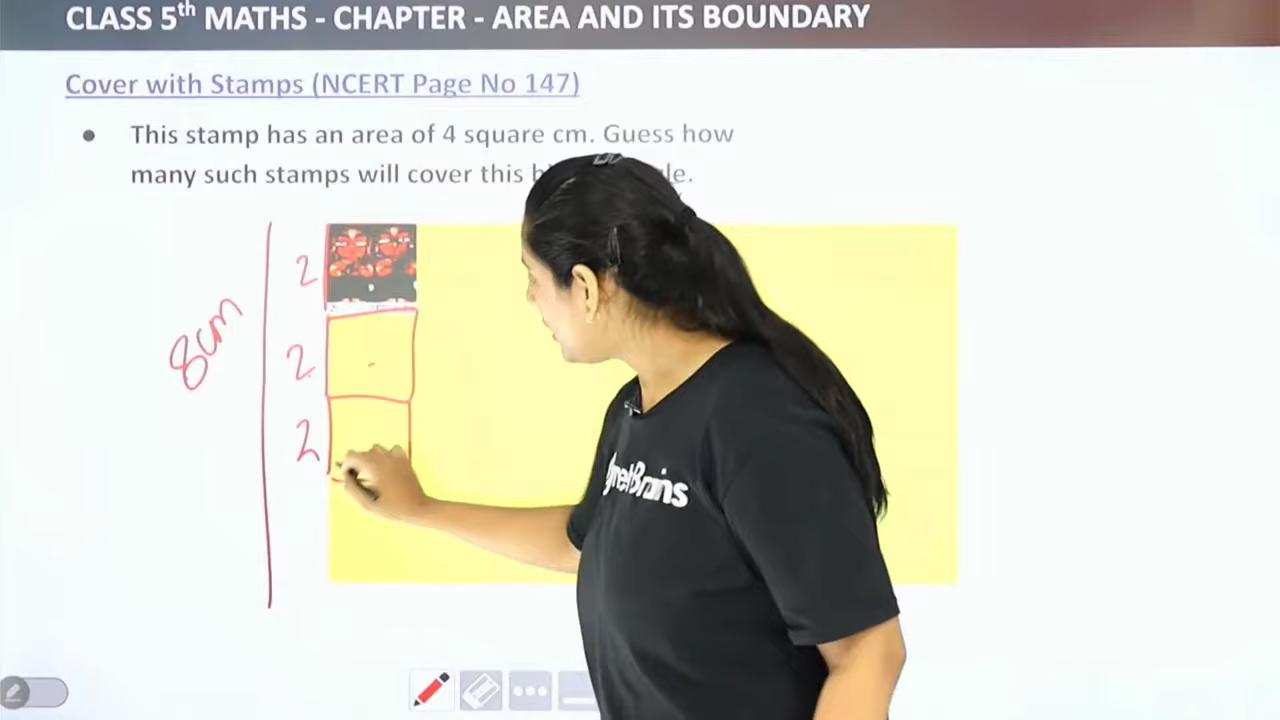 CLASS 5th MATHS - CHAPTER - AREA AND ITS BOUNDARY
Cover with Stamps (NCERT Page No 147)
● This stamp has an area of 4 square cm. Guess how
many such stamps will cover this
2
8cm
2
2
Brains